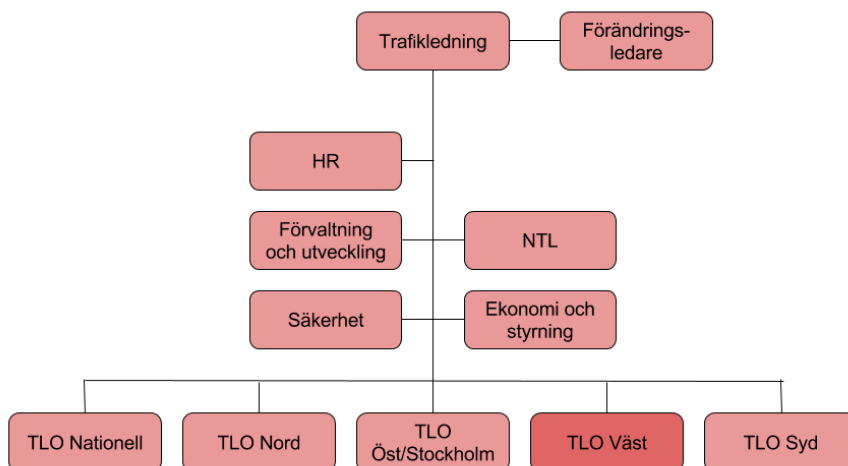 Trafikledning
Förändrings-
ledare
HR
Förvaltning
och utveckling
NTL
Säkerhet
Ekonomi och
styrning
TLO Nationell
TLO Nord
TLO
Öst/Stockholm
TLO Väst
TLO Syd